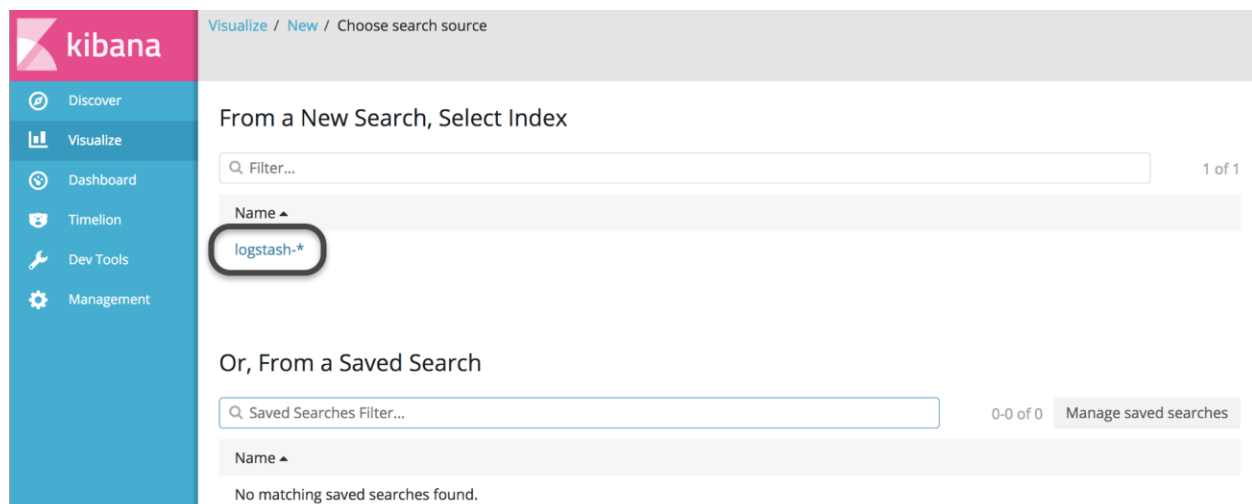 kibana
Discover
Visualize
Dashboard
Timelion
Dev Tools
Management
Visualize / New / Choose search source
From a New Search, Select Index
Filter...
1 of 1
Name
logstash-*
Or, From a Saved Search
Saved Searches Filter...
0-0 of 0 Manage saved searches
Name
No matching saved searches found.